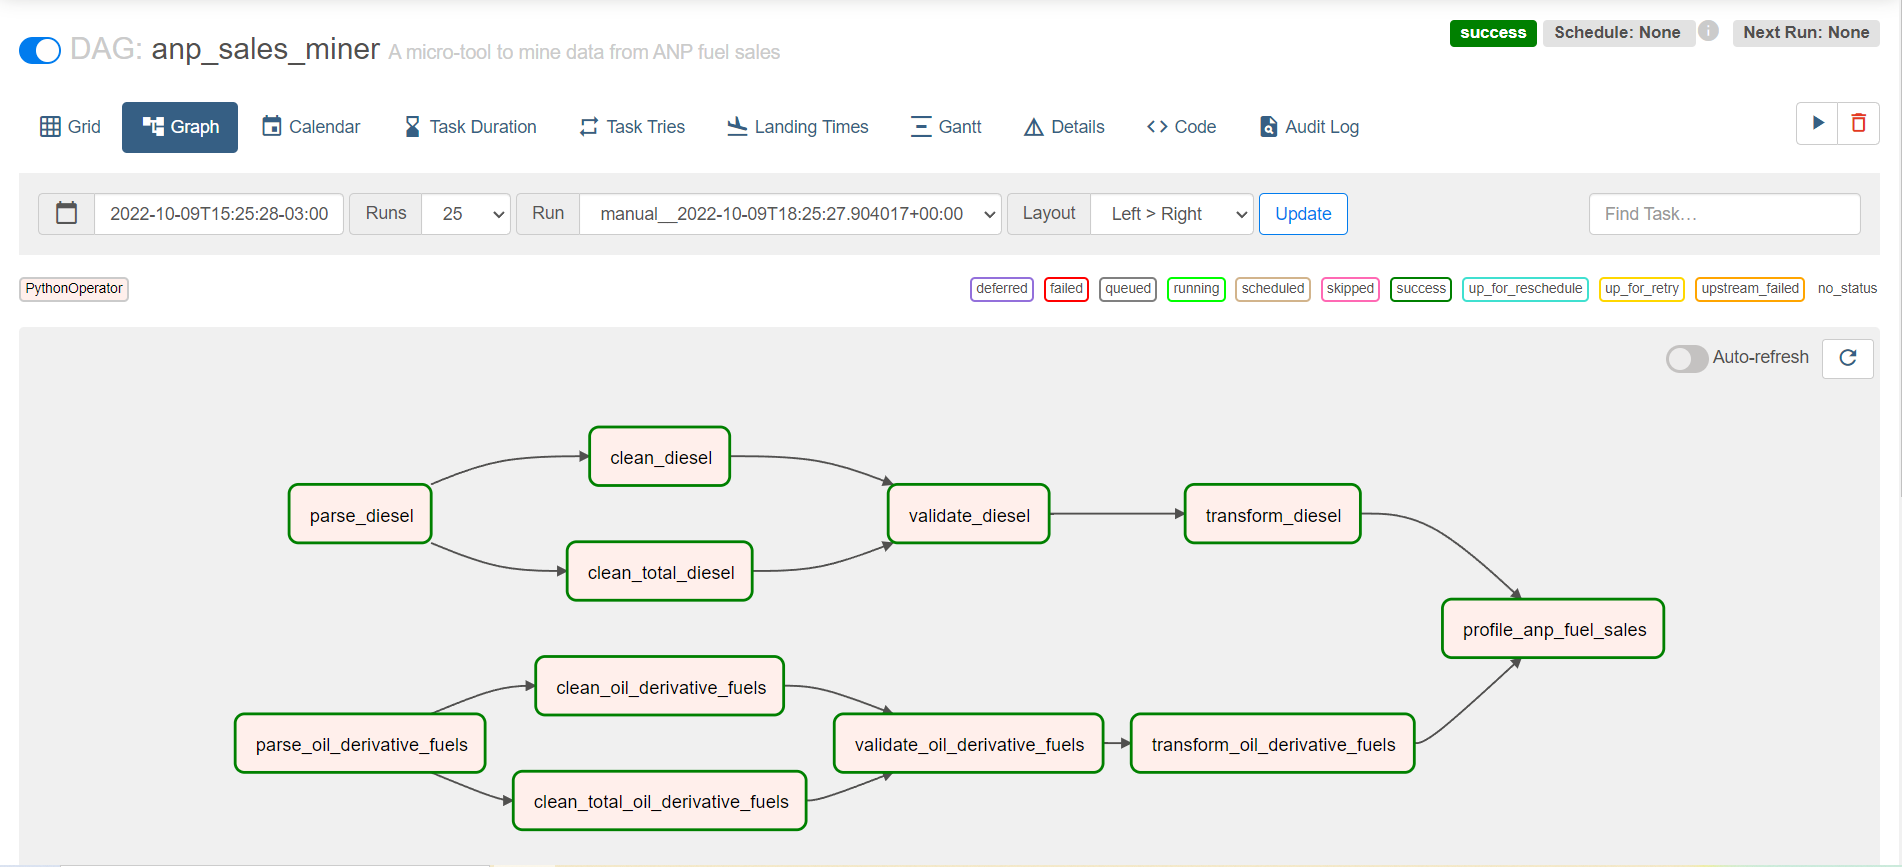 DAG: anp_sales_miner A micro-tool to mine data from ANP fuel sales
success Schedule: None Next Run: None
Grid Graph Calendar Task Duration Task Tries Landing Times Gantt Details Code Audit Log
2022-10-09T15:25:28-03:00 Runs 25 Run manual__2022-10-09T18:25:27.904017+00:00 Layout Left > Right Update Find Task...
PythonOperator deferred failed queued running scheduled skipped success up_for_reschedule up_for_retry upstream_failed no_status
Auto-refresh
clean_diesel
parse_diesel validate_diesel transform_diesel
clean_total_diesel
profile_anp_fuel_sales
clean_oil_derivative_fuels
parse_oil_derivative_fuels validate_oil_derivative_fuels transform_oil_derivative_fuels
clean_total_oil_derivative_fuels